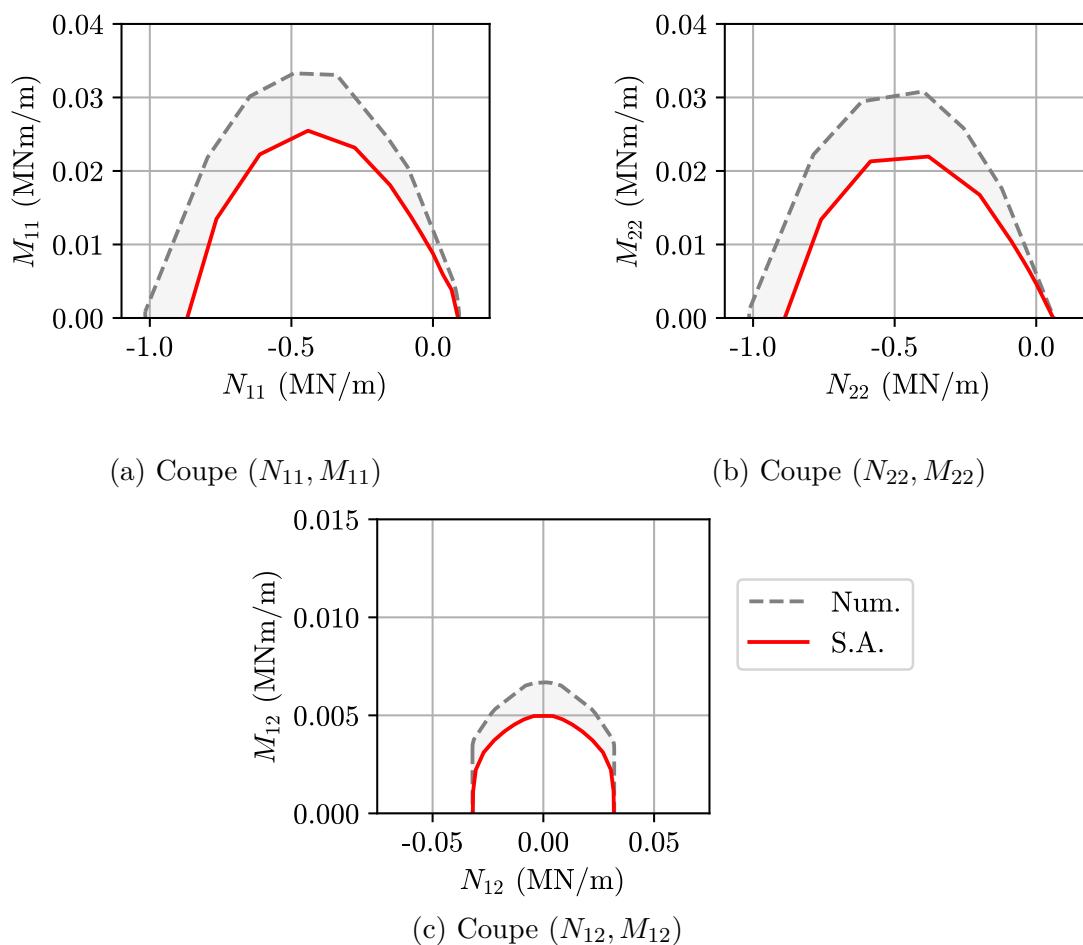 0.04
0.03
0.02
0.01
0.00
M₁₁ (MNm/m)
-1.0 -0.5 0.0
N₁₁ (MN/m)
(a) Coupe (N₁₁, M₁₁)
0.04
0.03
0.02
0.01
0.00
M₂₂ (MNm/m)
-1.0 -0.5 0.0
N₂₂ (MN/m)
(b) Coupe (N₂₂, M₂₂)
0.015
0.010
0.005
0.000
M₁₂ (MNm/m)
-0.05 0.00 0.05
N₁₂ (MN/m)
Num.
S.A.
(c) Coupe (N₁₂, M₁₂)